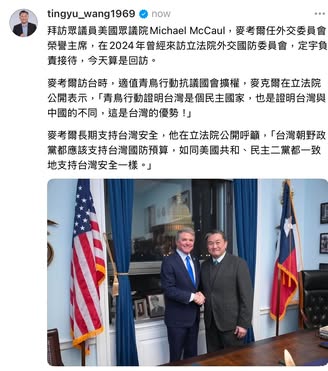 tingyu_wang1969 now
拜訪眾議員美國眾議院Michael McCaul，麥考爾任外交委員會
榮譽主席，在2024年曾經來訪立法院外交國防委員會，定宇負
責接待，今天算是回訪。
麥考爾訪台時，適值青鳥行動抗議國會擴權，麥克爾在立法院
公開表示，「青鳥行動證明台灣是個民主國家，也是證明台灣與
中國的不同，這是台灣的優勢！」
麥考爾長期支持台灣安全，他在立法院公開呼籲，「台灣朝野政
黨都應該支持台灣國防預算，如同美國共和、民主二黨都一致
地支持台灣安全一樣。」